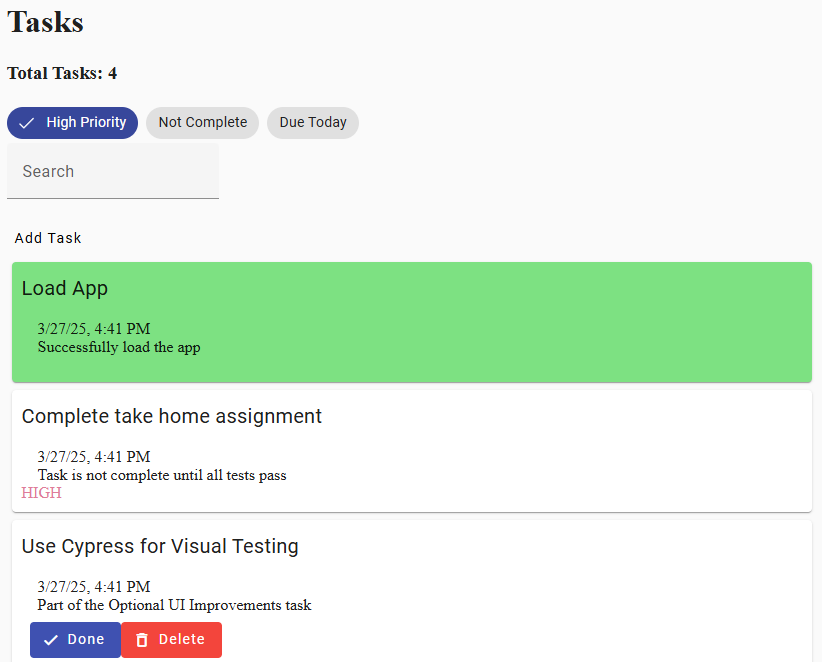 Tasks
Total Tasks: 4
High Priority Not Complete Due Today
Search
Add Task
Load App
3/27/25, 4:41 PM
Successfully load the app
Complete take home assignment
3/27/25, 4:41 PM
Task is not complete until all tests pass
HIGH
Use Cypress for Visual Testing
3/27/25, 4:41 PM
Part of the Optional UI Improvements task
Done Delete